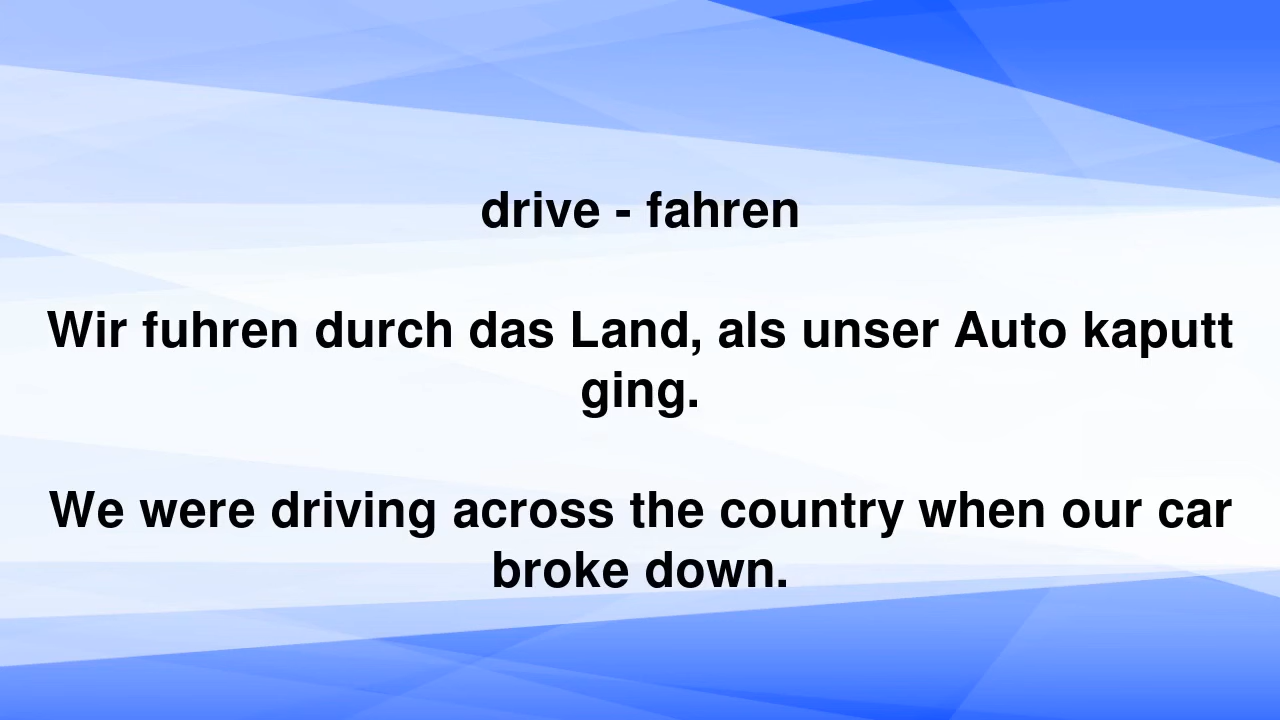 drive - fahren
Wir fuhren durch das Land, als unser Auto kaputt
ging.
We were driving across the country when our car
broke down.